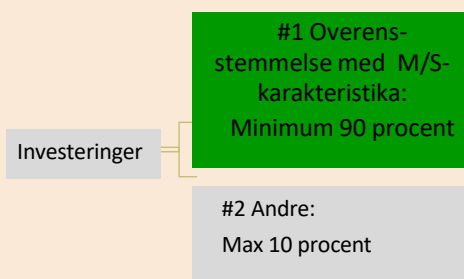 #1 Overens-
stemmelse med M/S-
karakteristika:
Minimum 90 procent
Investeringer
#2 Andre:
Max 10 procent